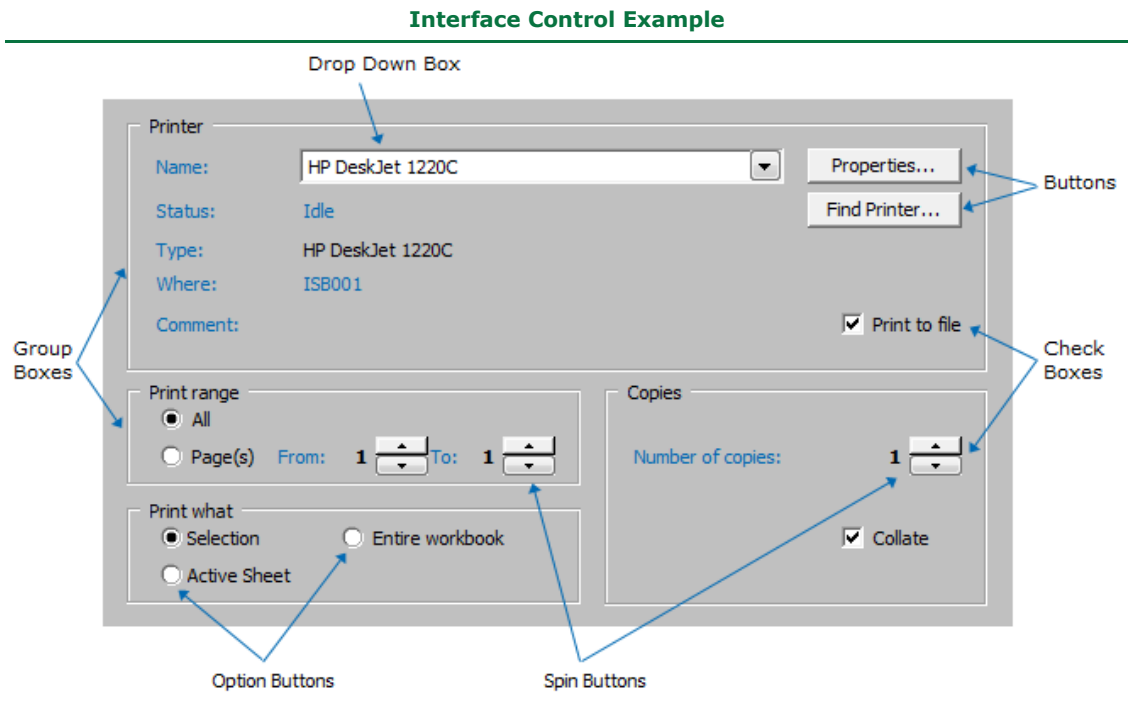 Interface Control Example
Drop Down Box
Printer
Name: HP DeskJet 1220C Properties...
Buttons
Status: Idle Find Printer...
Type: HP DeskJet 1220C
Where: ISB001
Comment: Print to file
Group Boxes
Check Boxes
Print range
Copies
All
Page(s) From: 1 To: 1
Number of copies: 1
Print what
Selection Entire workbook
Collate
Active Sheet
Option Buttons
Spin Buttons